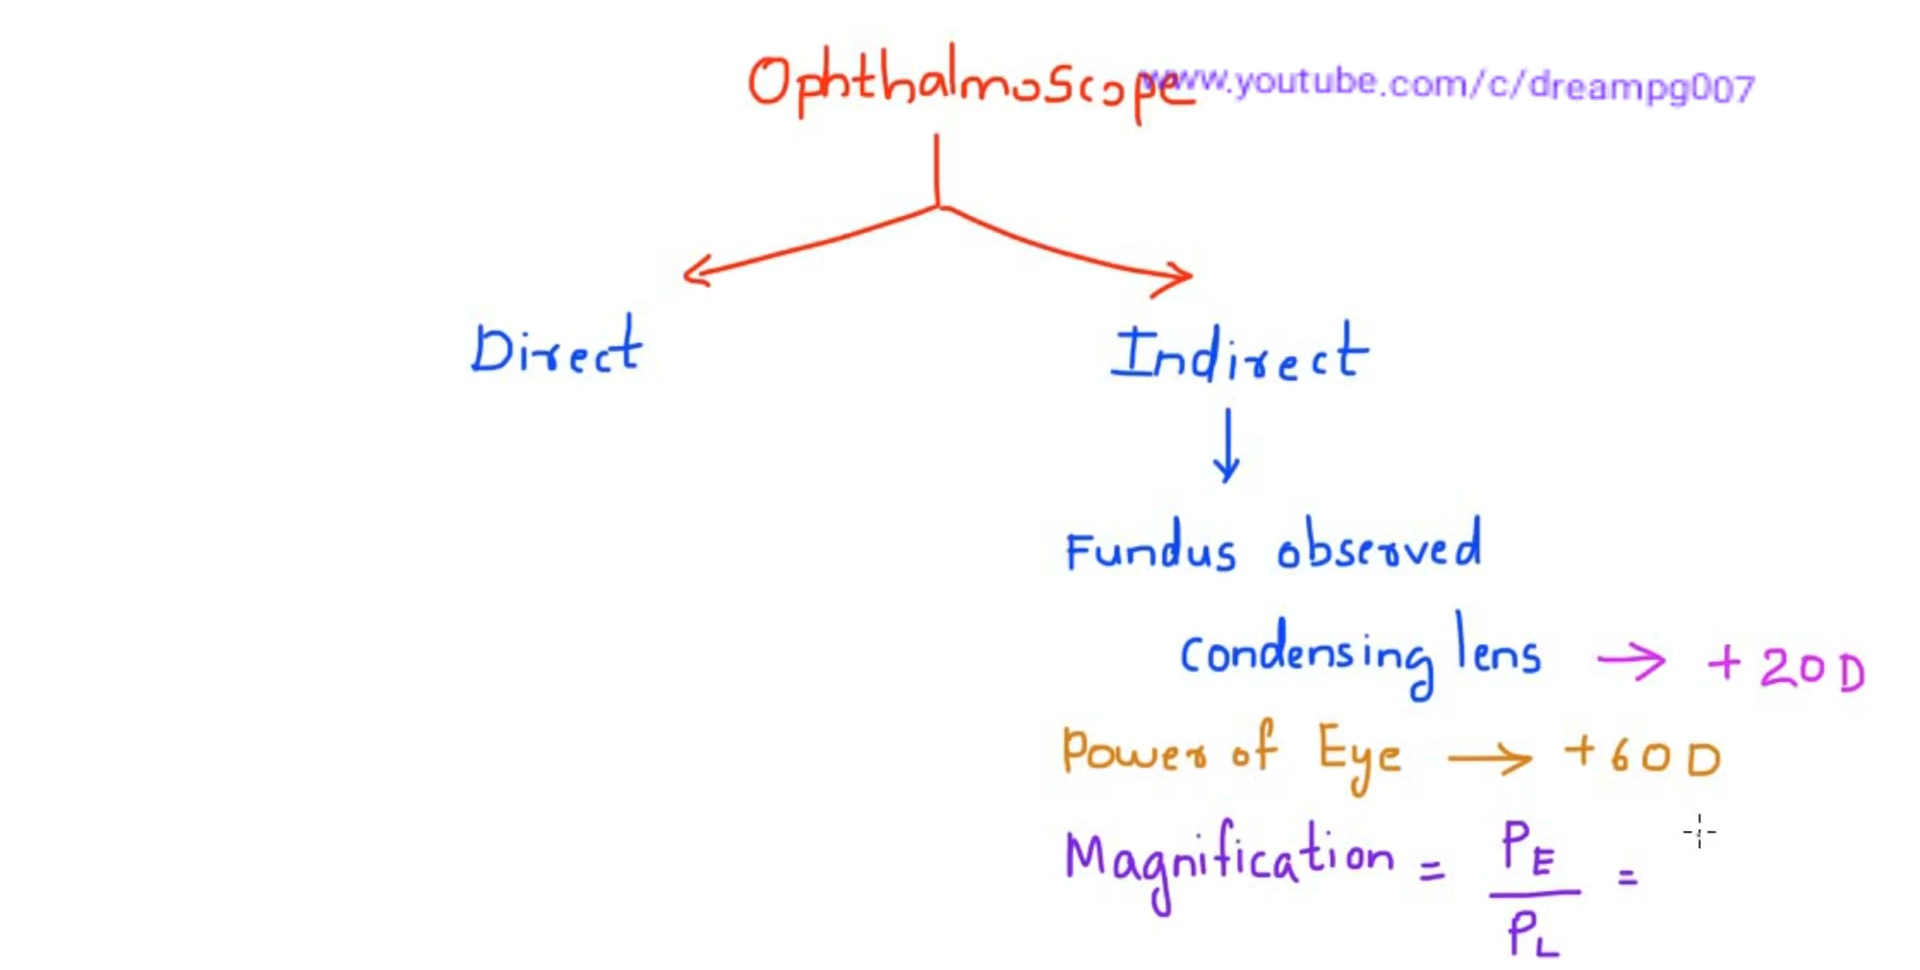 Ophthalmoscope
www.youtube.com/c/dreampg007
Direct
Indirect
Fundus observed
condensing lens → +20D
Power of Eye → +60D
Magnification = PE/PL =